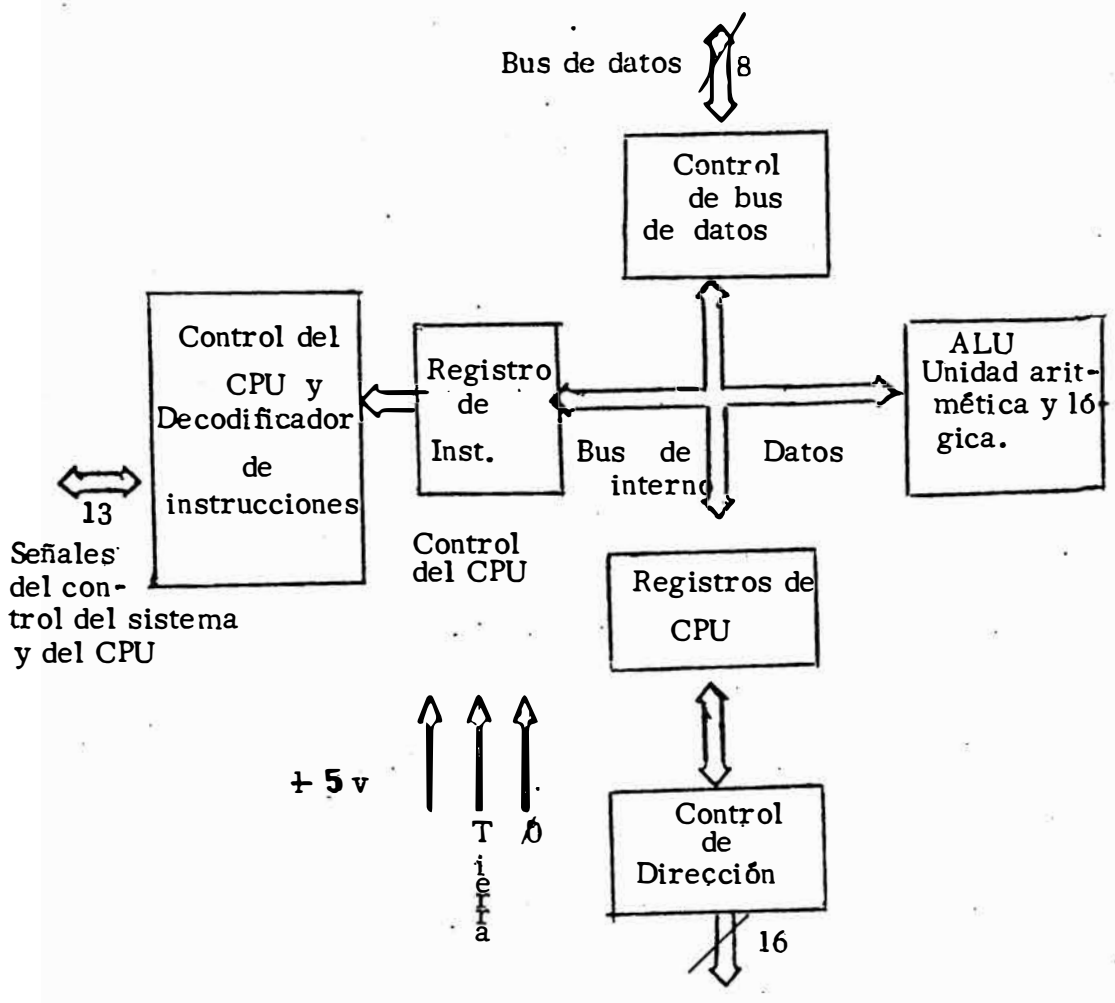 Bus de datos 8
Control
de bus
de datos
Control del
CPU y
Decodificador
de
instrucciones
Registro
de
Inst.
ALU
Unidad arit-
mética y ló
gica.
Bus de Datos
interno
13
Señales
del con-
trol del sistema
y del CPU
Control
del CPU
Registros de
CPU
+ 5 v
Tierra
Ø
Control
de
Dirección
16